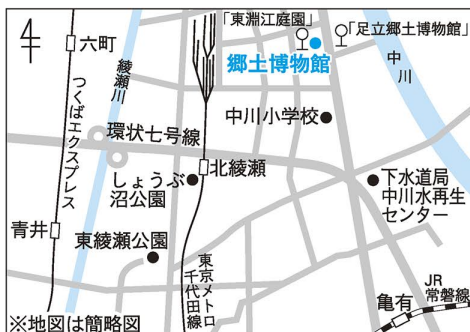 「東淵江庭園」
「足立郷土博物館」
六町
綾瀬川
郷土博物館
中川
つくばエクスプレス
中川小学校
環状七号線
北綾瀬
しょうぶ
沼公園
下水道局
中川水再生
センター
青井
東綾瀬公園
東京メトロ
千代田線
JR
常磐線
亀有
※地図は簡略図